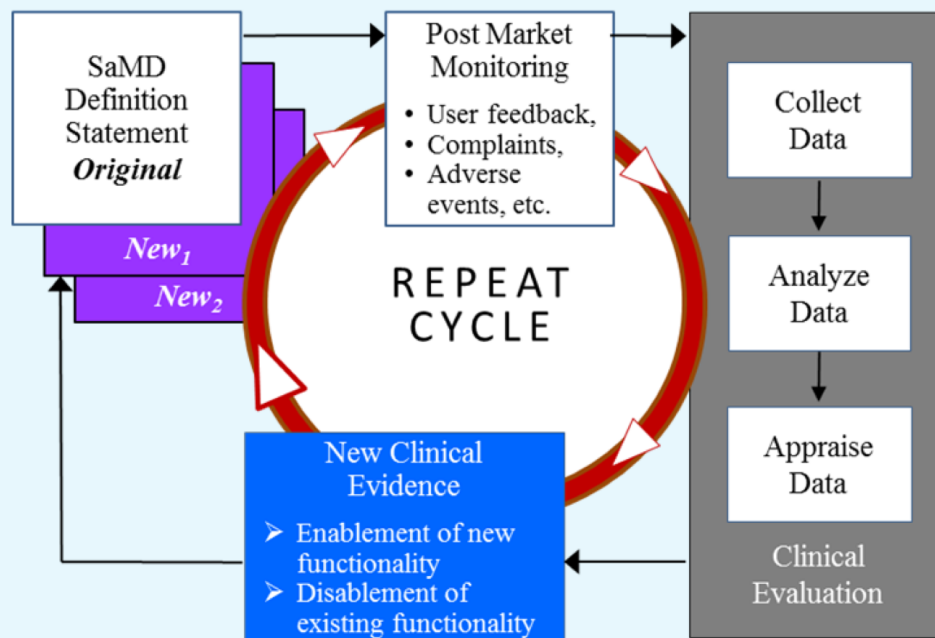 SaMD
Definition
Statement
Original
New₁
New₂
Post Market
Monitoring
• User feedback,
• Complaints,
• Adverse
events, etc.
REPEAT
CYCLE
Collect
Data
Analyze
Data
Appraise
Data
Clinical
Evaluation
New Clinical
Evidence
➢ Enablement of new
functionality
➢ Disablement of
existing functionality